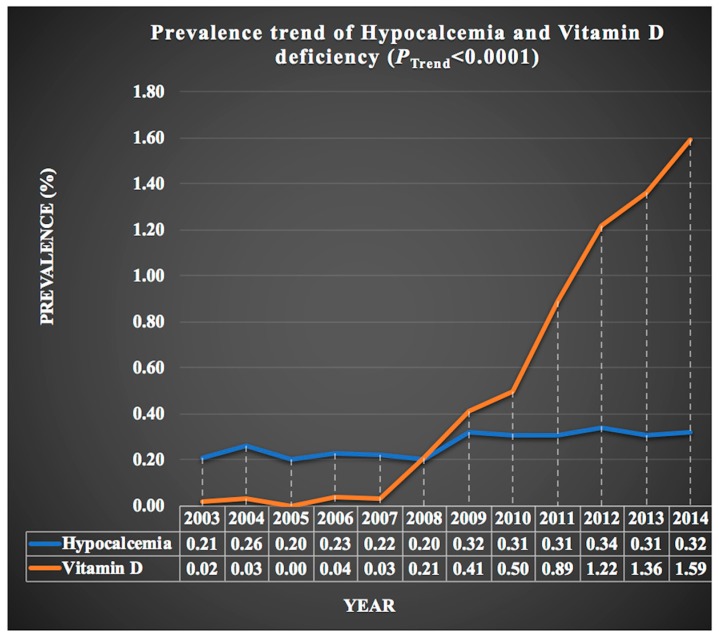 Prevalence trend of Hypocalcemia and Vitamin D
deficiency (PTrend<0.0001)
PREVALENCE (%)
1.80
1.60
1.40
1.20
1.00
0.80
0.60
0.40
0.20
0.00
2003 2004 2005 2006 2007 2008 2009 2010 2011 2012 2013 2014
Hypocalcemia 0.21 0.26 0.20 0.23 0.22 0.20 0.32 0.31 0.31 0.34 0.31 0.32
Vitamin D 0.02 0.03 0.00 0.04 0.03 0.21 0.41 0.50 0.89 1.22 1.36 1.59
YEAR